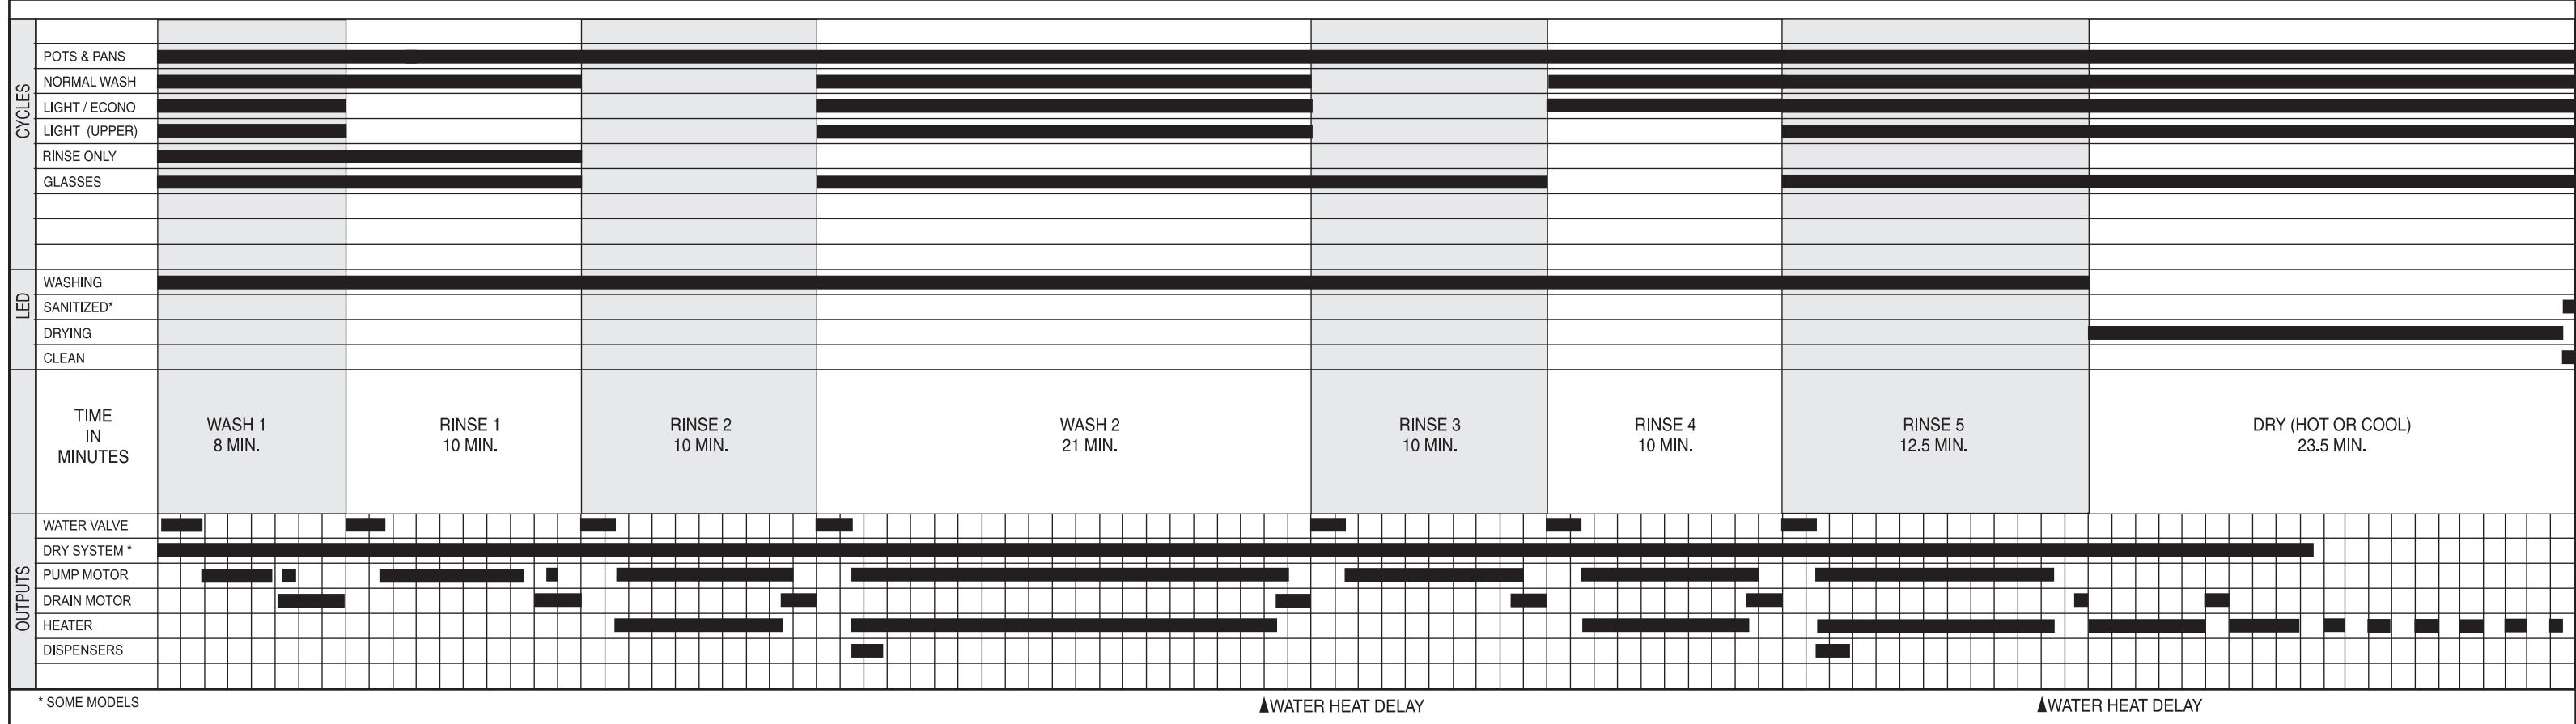 CYCLES
POTS & PANS
NORMAL WASH
LIGHT / ECONO
LIGHT (UPPER)
RINSE ONLY
GLASSES
LED
WASHING
SANITIZED*
DRYING
CLEAN
TIME
IN
MINUTES
WASH 1
8 MIN.
RINSE 1
10 MIN.
RINSE 2
10 MIN.
WASH 2
21 MIN.
RINSE 3
10 MIN.
RINSE 4
10 MIN.
RINSE 5
12.5 MIN.
DRY (HOT OR COOL)
23.5 MIN.
OUTPUTS
WATER VALVE
DRY SYSTEM *
PUMP MOTOR
DRAIN MOTOR
HEATER
DISPENSERS
* SOME MODELS
▲WATER HEAT DELAY
▲WATER HEAT DELAY